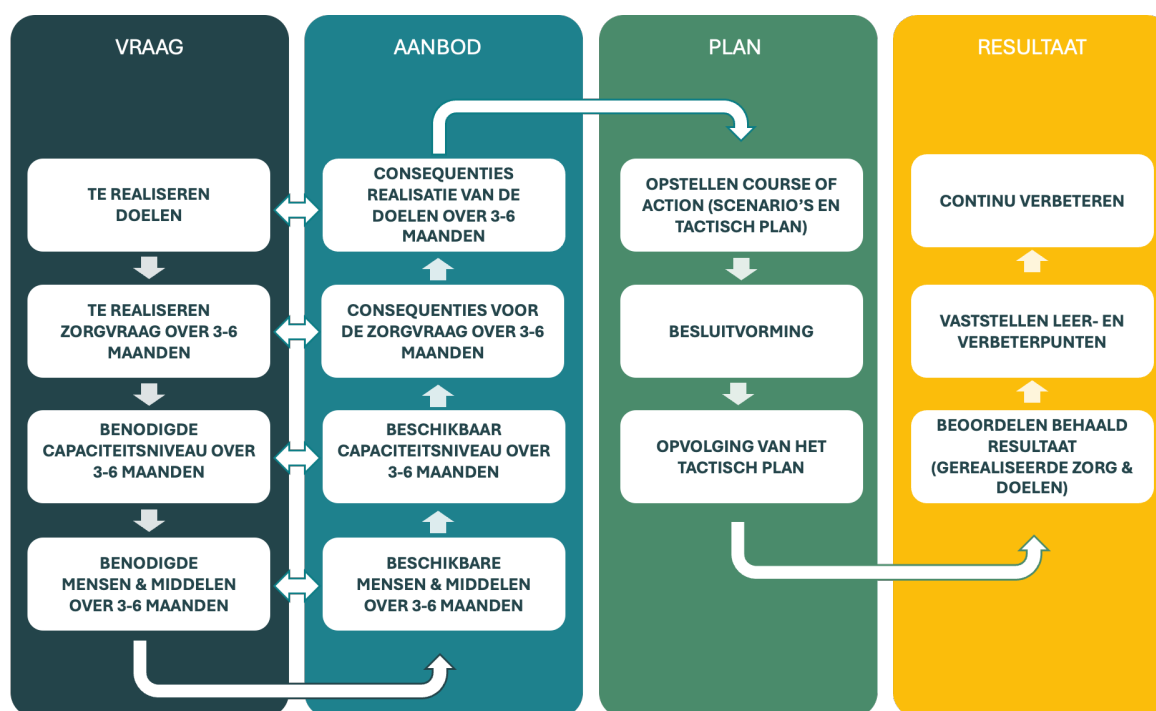 VRAAG
TE REALISEREN
DOELEN
TE REALISEREN
ZORGVRAAG OVER 3-6
MAANDEN
BENODIGDE
CAPACITEITSNIVEAU OVER
3-6 MAANDEN
BENODIGDE
MENSEN & MIDDELEN
OVER 3-6 MAANDEN
AANBOD
CONSEQUENTIES
REALISATIE VAN DE
DOELEN OVER 3-6
MAANDEN
CONSEQUENTIES VOOR
DE ZORGVRAAG OVER 3-6
MAANDEN
BESCHIKBAAR
CAPACITEITSNIVEAU OVER
3-6 MAANDEN
BESCHIKBARE
MENSEN & MIDDELEN
OVER 3-6 MAANDEN
PLAN
OPSTELLEN COURSE OF
ACTION (SCENARIO'S EN
TACTISCH PLAN)
BESLUITVORMING
OPVOLGING VAN HET
TACTISCH PLAN
RESULTAAT
CONTINU VERBETEREN
VASTSTELLEN LEER- EN
VERBETERPUNTEN
BEOORDELEN BEHAALD
RESULTAAT
(GEREALISEERDE ZORG &
DOELEN)